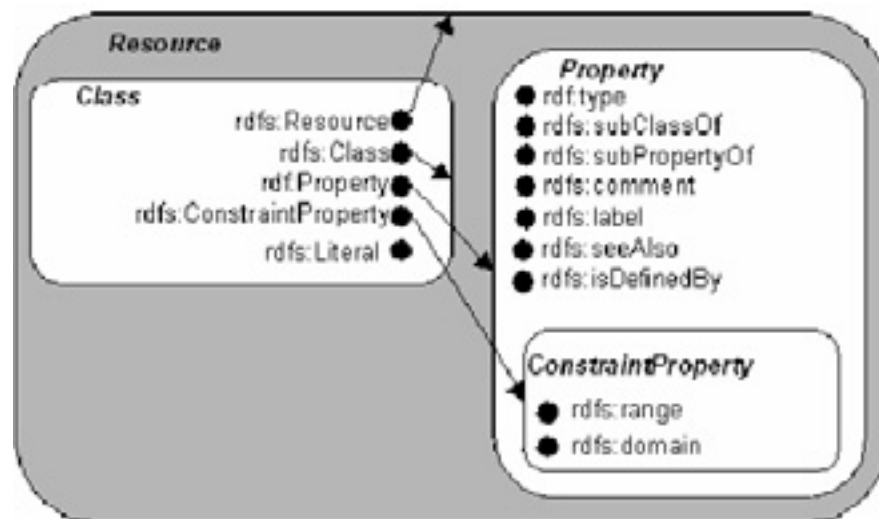 Resource
Class
rdfs:Resource
rdfs:Class
rdf:Property
rdfs:ConstraintProperty
rdfs:Literal
Property
rdf:type
rdfs:subClassOf
rdfs:subPropertyOf
rdfs:comment
rdfs:label
rdfs:seeAlso
rdfs:isDefinedBy
ConstraintProperty
rdfs:range
rdfs:domain